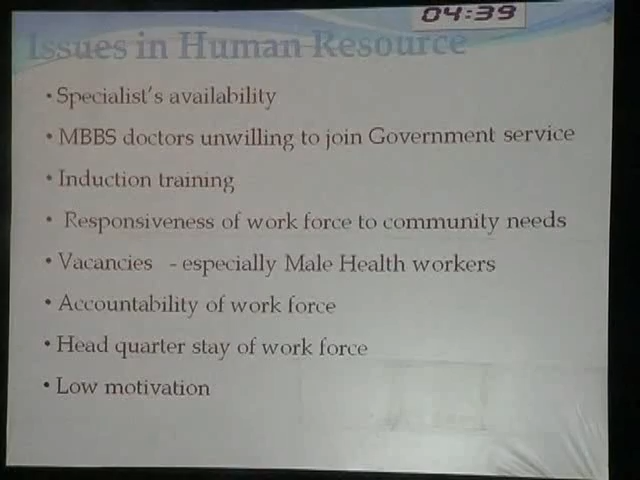 04:39
Issues in Human Resource
• Specialist's availability
• MBBS doctors unwilling to join Government service
• Induction training
• Responsiveness of work force to community needs
• Vacancies - especially Male Health workers
• Accountability of work force
• Head quarter stay of work force
• Low motivation